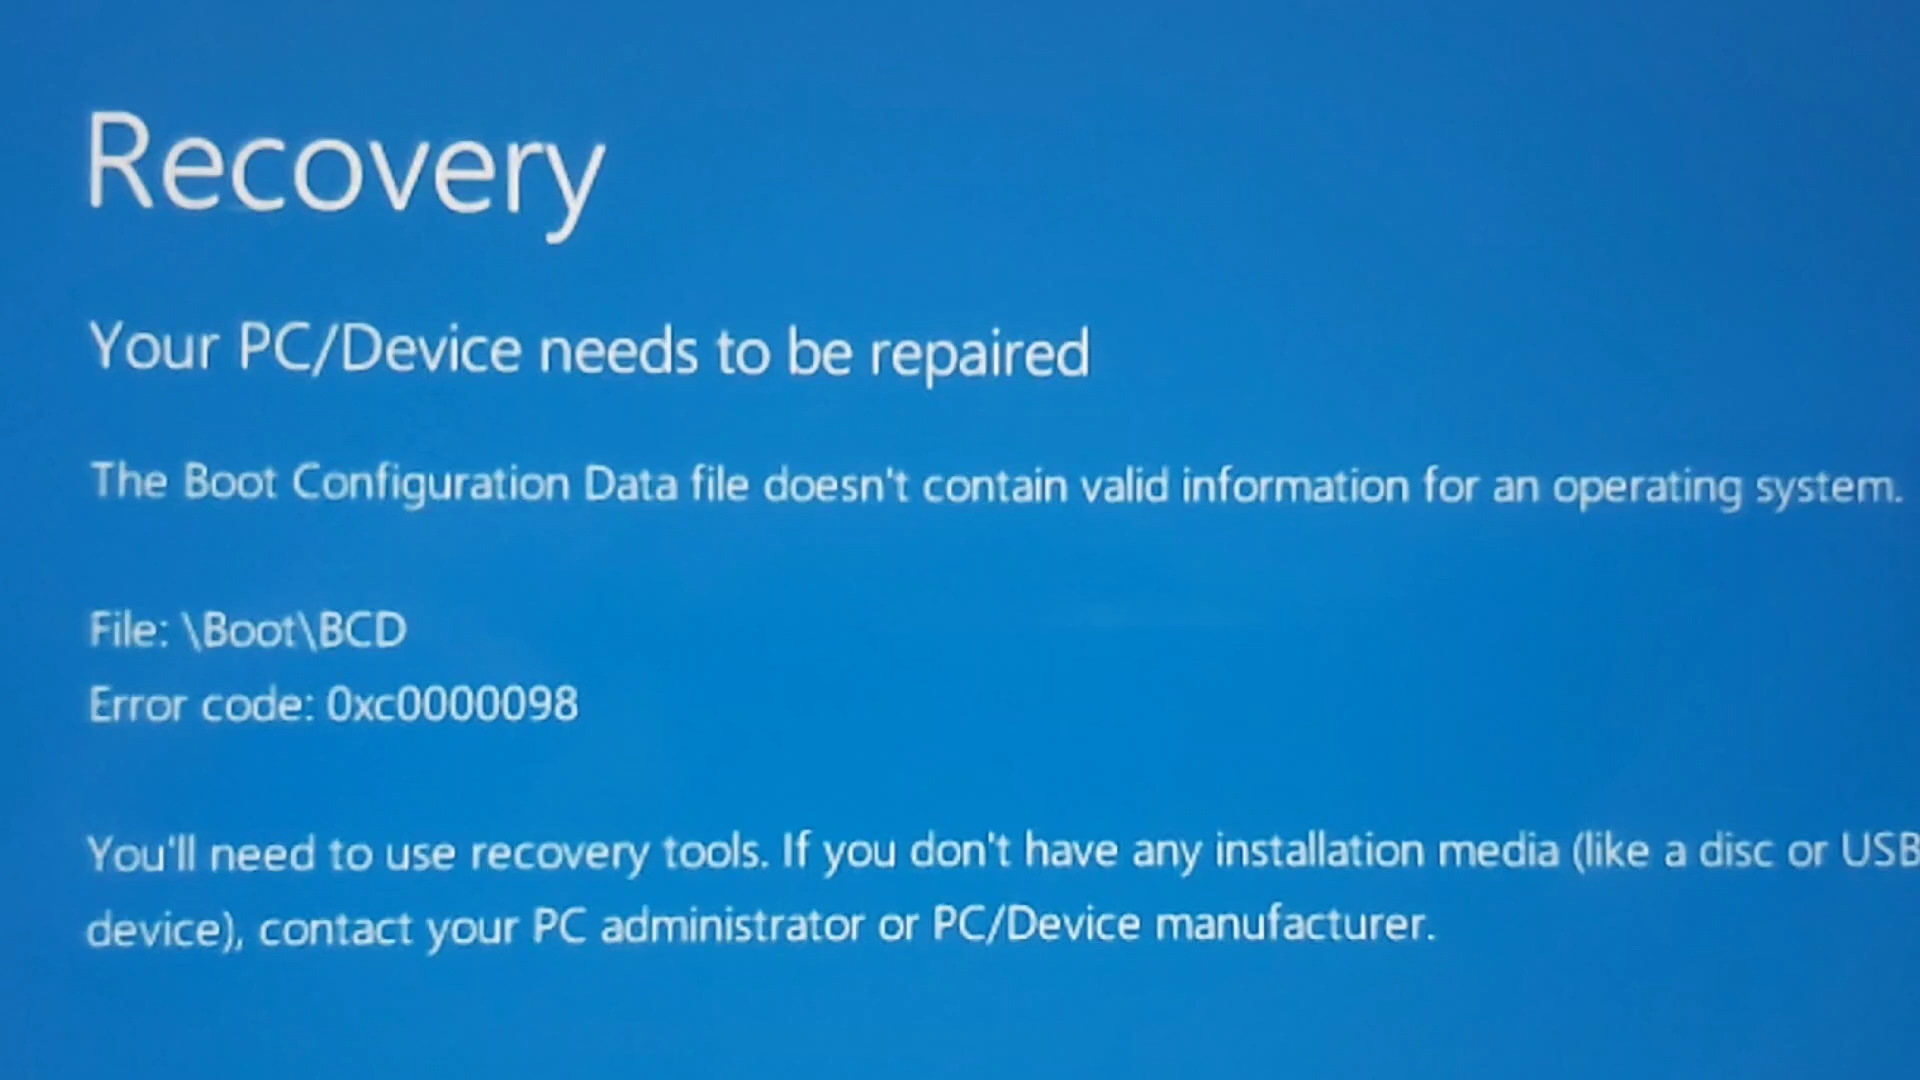 Recovery
Your PC/Device needs to be repaired
The Boot Configuration Data file doesn't contain valid information for an operating system.
File: \Boot\BCD
Error code: 0xc0000098
You'll need to use recovery tools. If you don't have any installation media (like a disc or USB
device), contact your PC administrator or PC/Device manufacturer.